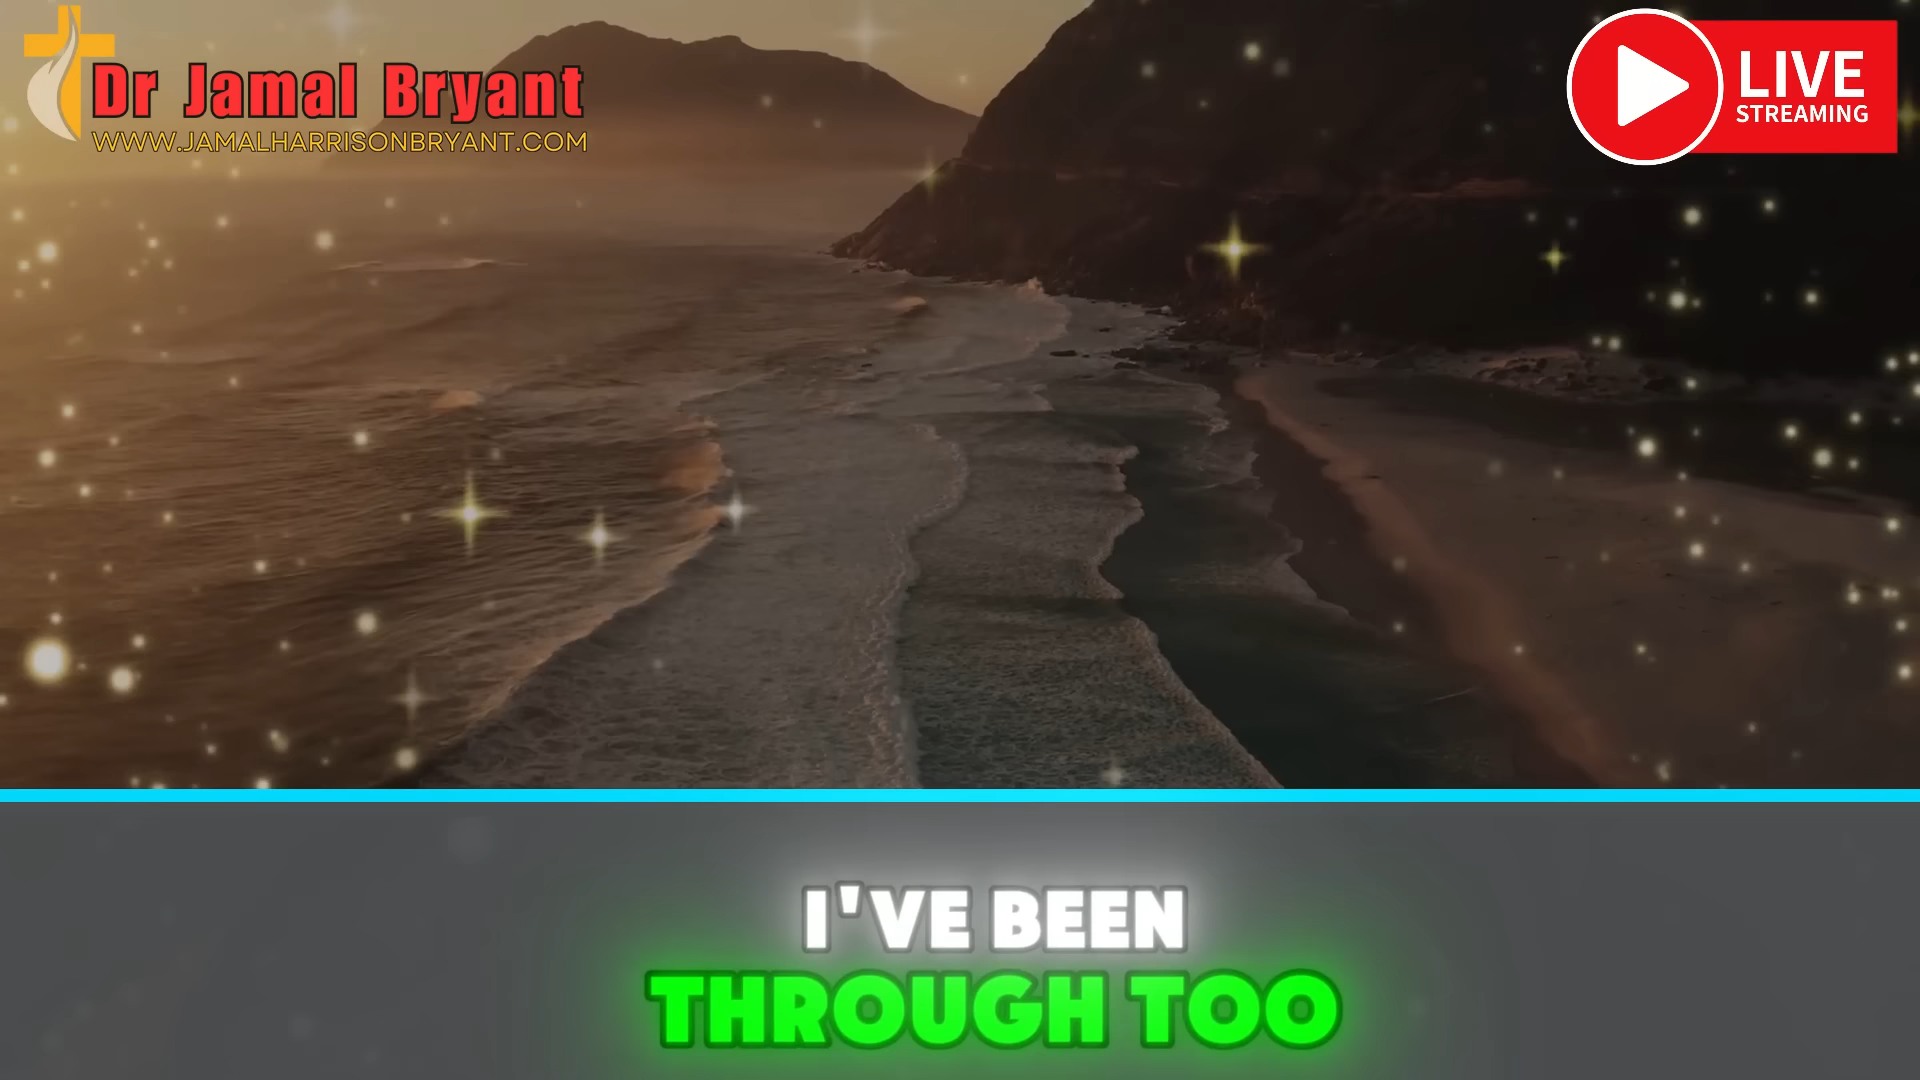 Dr Jamal Bryant
WWW.JAMALHARRISONBRYANT.COM
LIVE
STREAMING
I'VE BEEN
THROUGH TOO